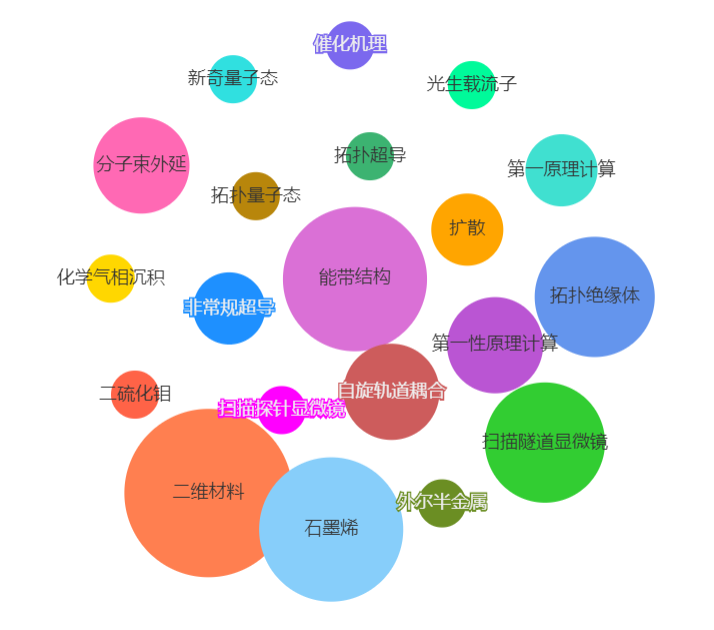 催化机理
新奇量子态
光生载流子
拓扑超导
分子束外延
第一原理计算
拓扑量子态
扩散
化学气相沉积
能带结构
拓扑绝缘体
非常规超导
第一性原理计算
二硫化钼
自旋轨道耦合
扫描探针显微镜
扫描隧道显微镜
二维材料
外尔半金属
石墨烯